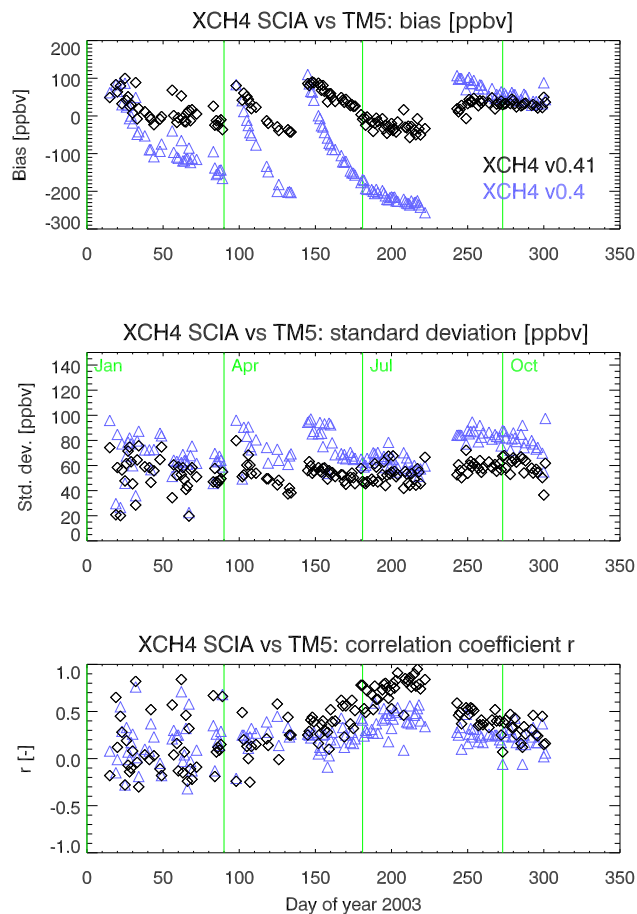 XCH4 SCIA vs TM5: bias [ppbv]
Bias [ppbv]
200
100
0
-100
-200
-300
XCH4 v0.41
XCH4 v0.4
0 50 100 150 200 250 300 350
XCH4 SCIA vs TM5: standard deviation [ppbv]
Std. dev. [ppbv]
140
120
100
80
60
40
20
0
Jan Apr Jul Oct
0 50 100 150 200 250 300 350
XCH4 SCIA vs TM5: correlation coefficient r
r [-]
1.0
0.5
0.0
-0.5
-1.0
0 50 100 150 200 250 300 350
Day of year 2003